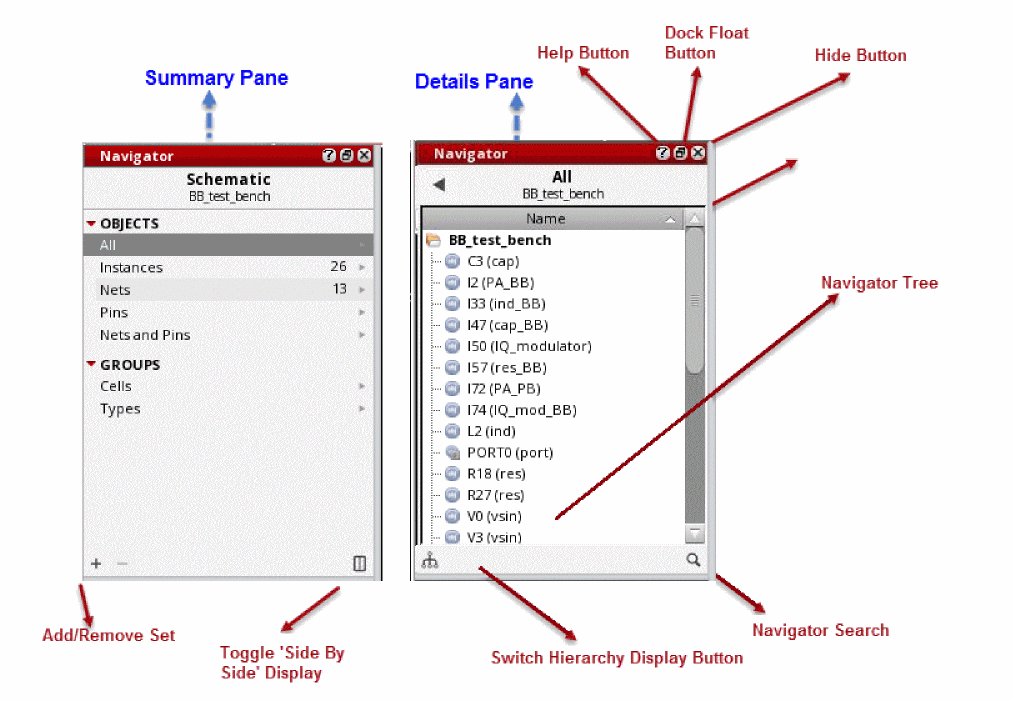 Help Button
Dock Float
Button
Hide Button
Summary Pane
Details Pane
Navigator
Schematic
BB_test_bench
OBJECTS
All
Instances 26
Nets 13
Pins
Nets and Pins
GROUPS
Cells
Types
Navigator
All
BB_test_bench
Name
BB_test_bench
C3 (cap)
I2 (PA_BB)
I33 (ind_BB)
I47 (cap_BB)
I50 (IQ_modulator)
I57 (res_BB)
I72 (PA_PB)
I74 (IQ_mod_BB)
L2 (ind)
PORT0 (port)
R18 (res)
R27 (res)
V0 (vsin)
V3 (vsin)
Navigator Tree
Add/Remove Set
Toggle 'Side By
Side' Display
Switch Hierarchy Display Button
Navigator Search